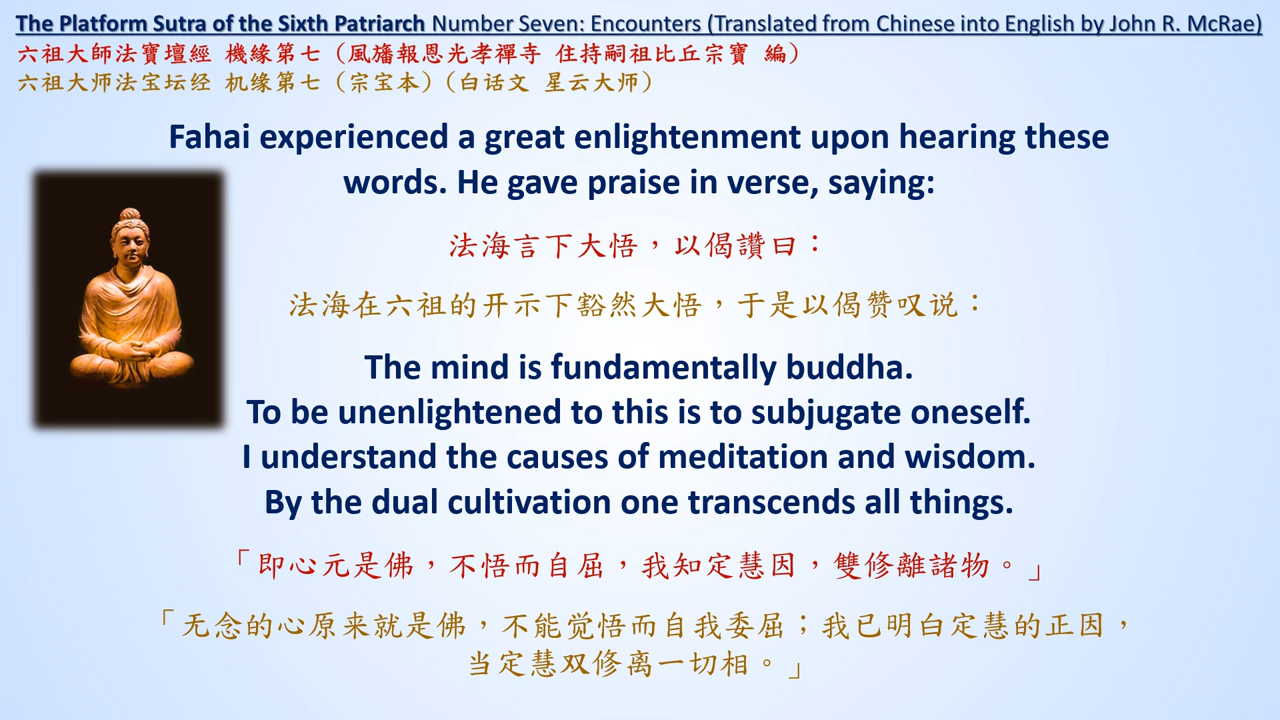 The Platform Sutra of the Sixth Patriarch Number Seven: Encounters (Translated from Chinese into English by John R. McRae)
六祖大師法寶壇經 機緣第七（風旛報恩光孝禪寺 住持嗣祖比丘宗寶 編）
六祖大师法宝坛经 机缘第七（宗宝本）（白话文 星云大师）
Fahai experienced a great enlightenment upon hearing these
words. He gave praise in verse, saying:
法海言下大悟，以偈讚曰：
法海在六祖的开示下豁然大悟，于是以偈赞叹说：
The mind is fundamentally buddha.
To be unenlightened to this is to subjugate oneself.
I understand the causes of meditation and wisdom.
By the dual cultivation one transcends all things.
「即心元是佛，不悟而自屈，我知定慧因，雙修離諸物。」
「无念的心原来就是佛，不能觉悟而自我委屈；我已明白定慧的正因，
当定慧双修离一切相。」